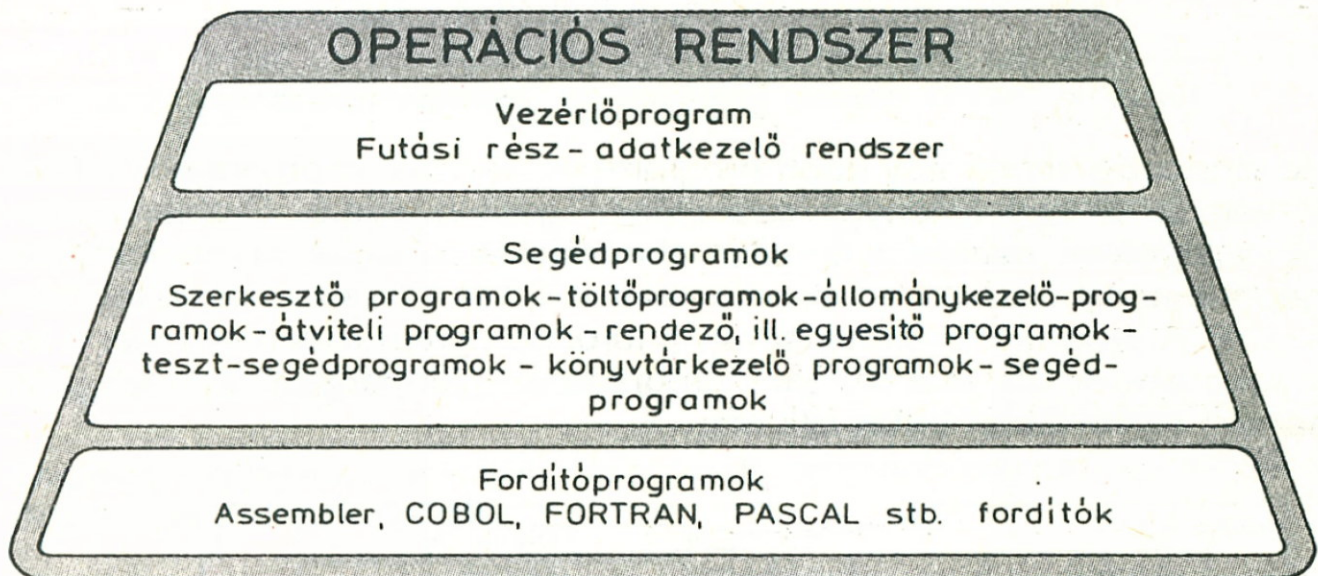 OPERÁCIÓS RENDSZER
Vezérlőprogram
Futási rész - adatkezelő rendszer
Segédprogramok
Szerkesztő programok - töltőprogramok - állománykezelő-prog-
ramok - átviteli programok - rendező, ill. egyesítő programok -
teszt-segédprogramok - könyvtárkezelő programok - segéd-
programok
Fordítóprogramok
Assembler, COBOL, FORTRAN, PASCAL stb. fordítók